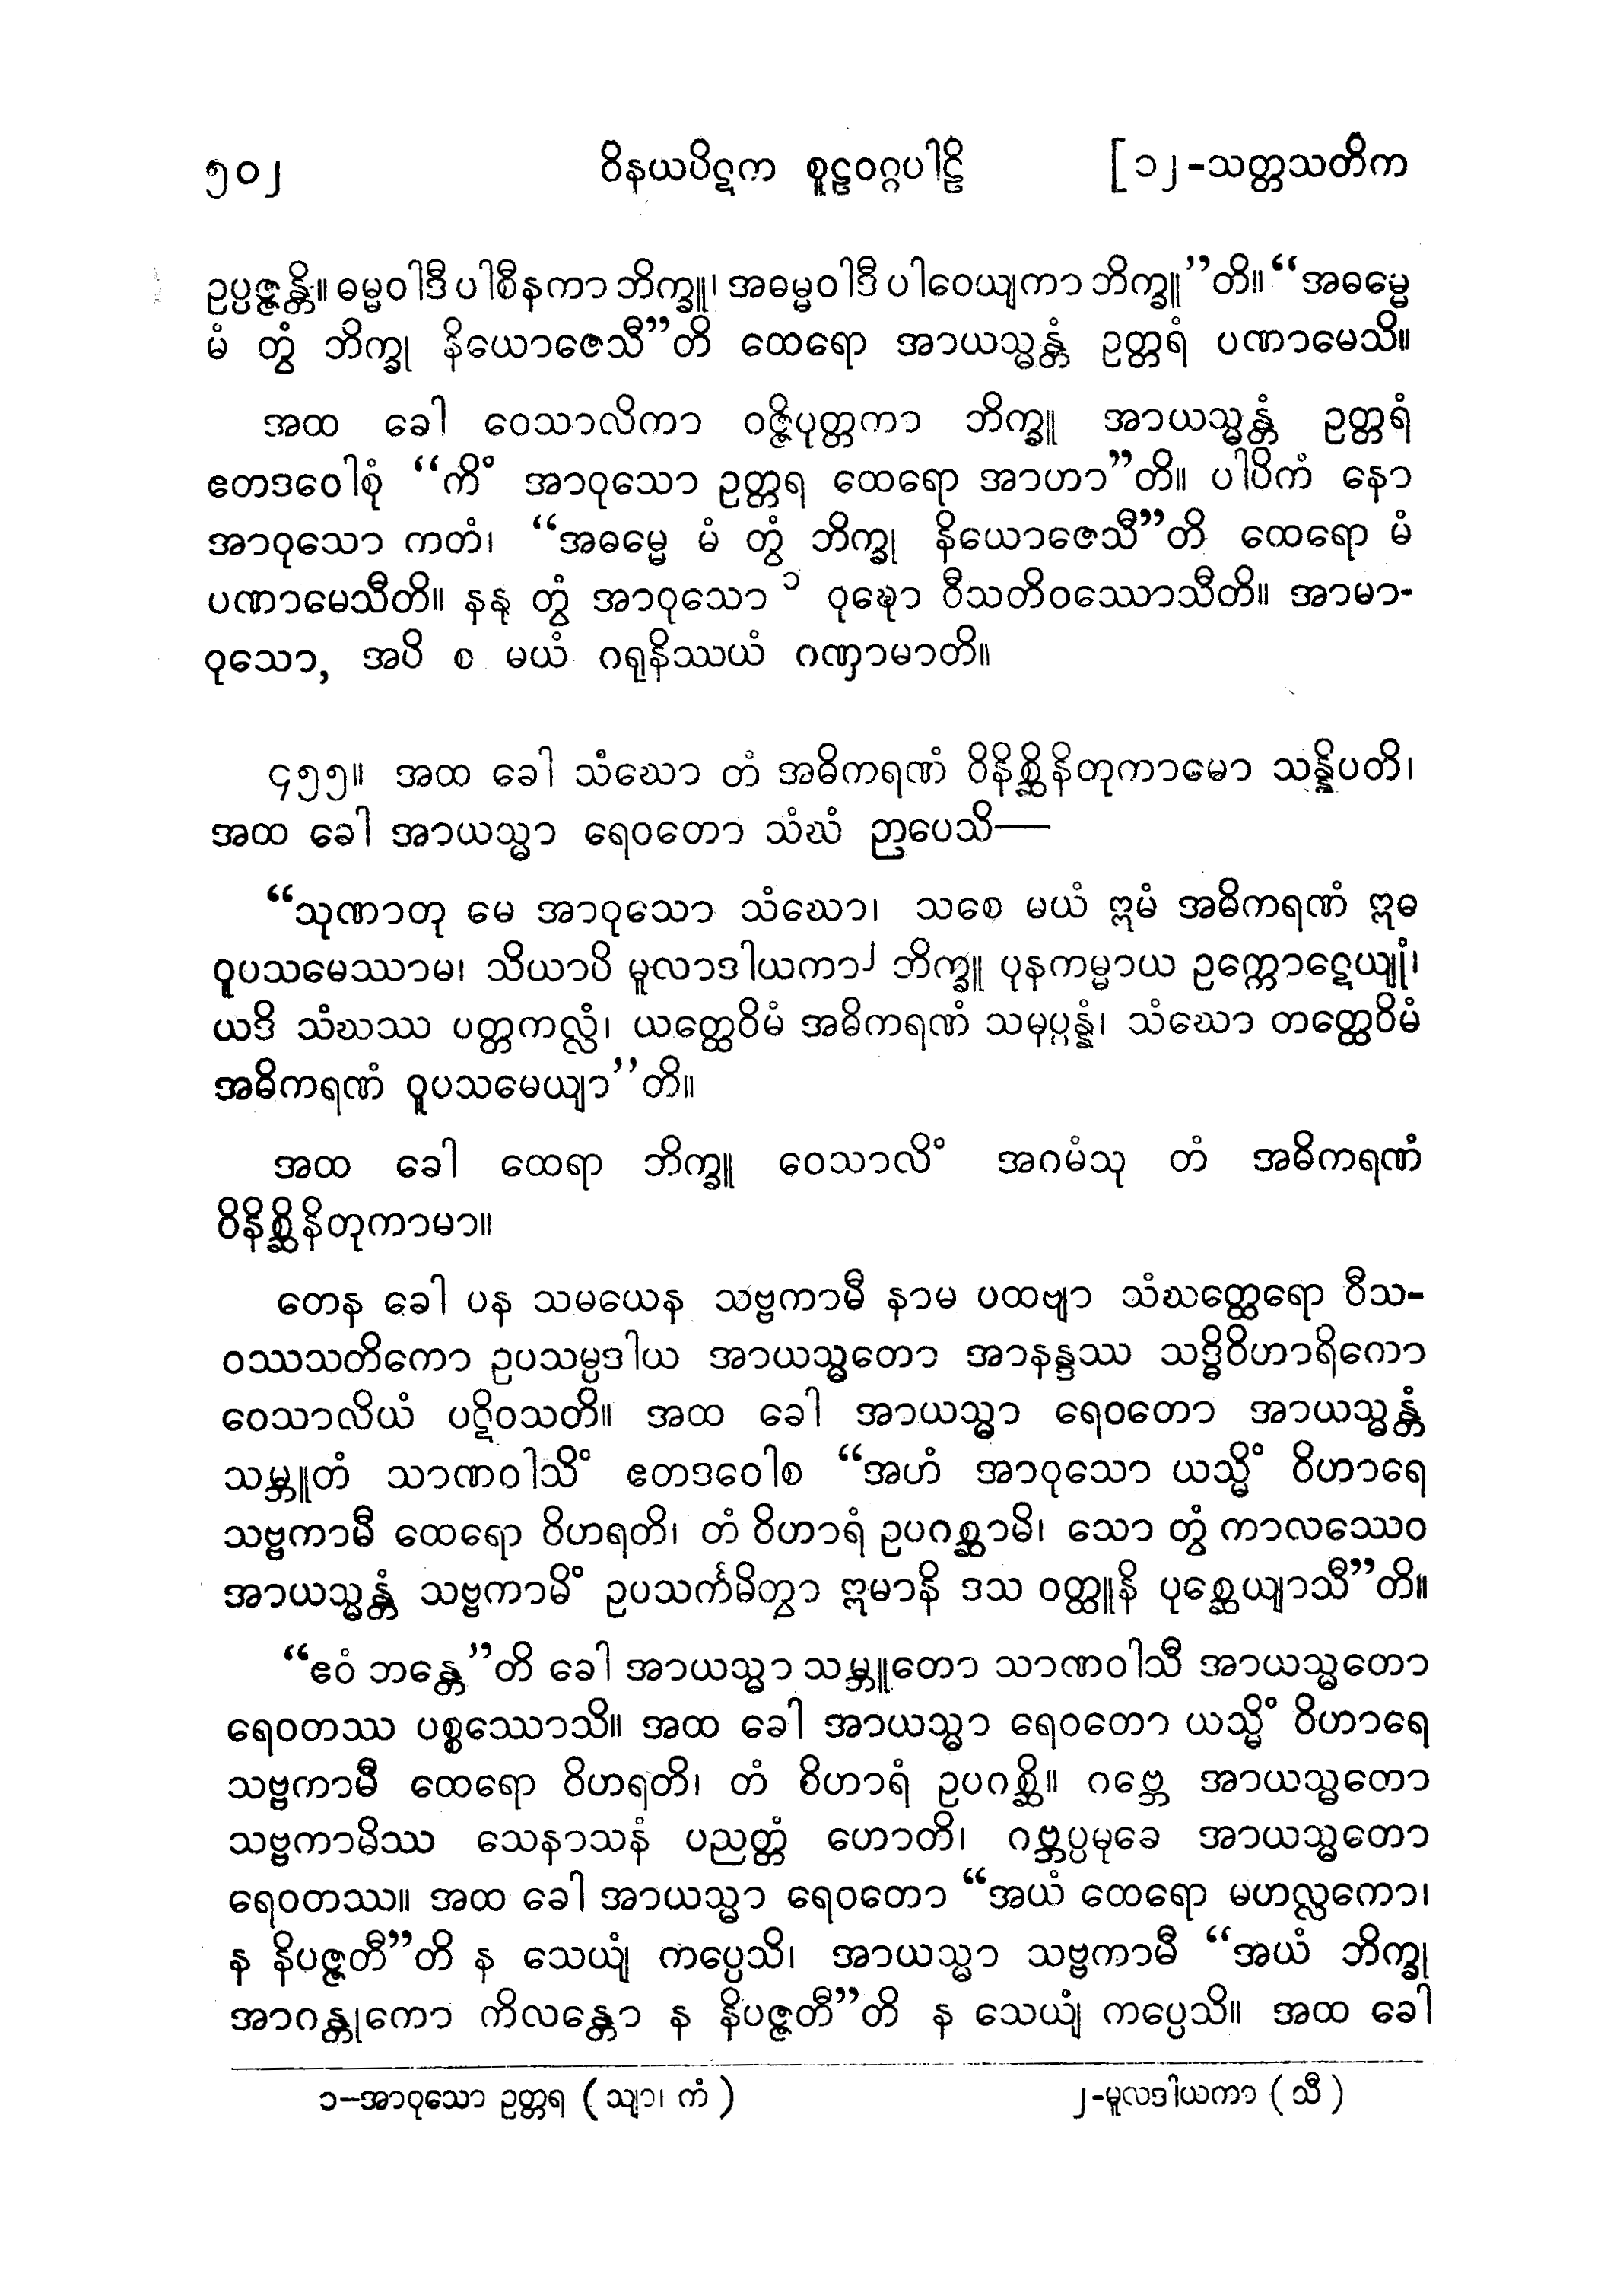 ၅၀၂ ဝိနယပိဋက စူဠဝဂ္ဂပါဠိ [၁၂-သတ္တသတိက
ဥပ္ပဇ္ဇန္တိ။ ဓမ္မဝါဒီ ပါစီနကာ ဘိက္ခူ၊ အဓမ္မဝါဒီ ပါဝေယျကာ ဘိက္ခူ”တိ။ “အဓမ္မေ
မံ တွံ ဘိက္ခု နိယောဇေသီ”တိ ထေရော အာယသ္မန္တံ ဥတ္တရံ ပဏာမေသိ။
အထ ခေါ ဝေသာလိကာ ဝဇ္ဇိပုတ္တကာ ဘိက္ခူ အာယသ္မန္တံ ဥတ္တရံ
ဧတဒဝေါစုံ “ကိံ အာဝုသော ဥတ္တရ ထေရော အာဟာ”တိ။ ပါပိကံ နော
အာဝုသော ကတံ၊ “အဓမ္မေ မံ တွံ ဘိက္ခု နိယောဇေသီ”တိ ထေရော မံ
ပဏာမေသီတိ။ နနု တွံ အာဝုသော ၁ ဝုဍ္ဎော ဝီသတိဝဿောသီတိ။ အာမာ-
ဝုသော, အပိ စ မယံ ဂရုနိဿယံ ဂဏှာမာတိ။
၄၅၅။ အထ ခေါ သံဃော တံ အဓိကရဏံ ဝိနိစ္ဆိနိတုကာမော သန္နိပတိ၊
အထ ခေါ အာယသ္မာ ရေဝတော သံဃံ ဉာပေသိ—
“သုဏာတု မေ အာဝုသော သံဃော၊ သစေ မယံ ဣမံ အဓိကရဏံ ဣဓ
ဝူပသမေဿာမ၊ သိယာပိ မူလာဒါယကာ၂ ဘိက္ခူ ပုနကမ္မာယ ဥက္ကောဋေယျုံ၊
ယဒိ သံဃဿ ပတ္တကလ္လံ၊ ယတ္ထေဝိမံ အဓိကရဏံ သမုပ္ပန္နံ၊ သံဃော တတ္ထေဝိမံ
အဓိကရဏံ ဝူပသမေယျာ”တိ။
အထ ခေါ ထေရာ ဘိက္ခူ ဝေသာလိံ အဂမံသု တံ အဓိကရဏံ
ဝိနိစ္ဆိနိတုကာမာ။
တေန ခေါ ပန သမယေန သဗ္ဗကာမီ နာမ ပထဗျာ သံဃတ္ထေရော ဝီသ-
ဝဿသတိကော ဥပသမ္ပဒါယ အာယသ္မတော အာနန္ဒဿ သဒ္ဓိဝိဟာရိကော
ဝေသာလိယံ ပဋိဝသတိ။ အထ ခေါ အာယသ္မာ ရေဝတော အာယသ္မန္တံ
သမ္ဘူတံ သာဏဝါသိံ ဧတဒဝေါစ “အဟံ အာဝုသော ယသ္မိံ ဝိဟာရေ
သဗ္ဗကာမီ ထေရော ဝိဟရတိ၊ တံ ဝိဟာရံ ဥပဂစ္ဆာမိ၊ သော တွံ ကာလဿေဝ
အာယသ္မန္တံ သဗ္ဗကာမိံ ဥပသင်္ကမိတွာ ဣမာနိ ဒသ ဝတ္ထူနိ ပုစ္ဆေယျာသီ”တိ။
“ဧဝံ ဘန္တေ”တိ ခေါ အာယသ္မာ သမ္ဘူတော သာဏဝါသီ အာယသ္မတော
ရေဝတဿ ပစ္စဿောသိ။ အထ ခေါ အာယသ္မာ ရေဝတော ယသ္မိံ ဝိဟာရေ
သဗ္ဗကာမီ ထေရော ဝိဟရတိ၊ တံ ဝိဟာရံ ဥပဂစ္ဆိ။ ဂဗ္ဘေ အာယသ္မတော
သဗ္ဗကာမိဿ သေနာသနံ ပညတ္တံ ဟောတိ၊ ဂဗ္ဘပ္ပမုခေ အာယသ္မတော
ရေဝတဿ။ အထ ခေါ အာယသ္မာ ရေဝတော “အယံ ထေရော မဟလ္လကော၊
န နိပဇ္ဇတီ”တိ န သေယျံ ကပ္ပေသိ၊ အာယသ္မာ သဗ္ဗကာမီ “အယံ ဘိက္ခု
အာဂန္တုကော ကိလန္တော န နိပဇ္ဇတီ”တိ န သေယျံ ကပ္ပေသိ။ အထ ခေါ
၁–အာဝုသော ဥတ္တရ ( သျာ၊ ကံ ) ၂-မူလဒါယကာ ( သီ )